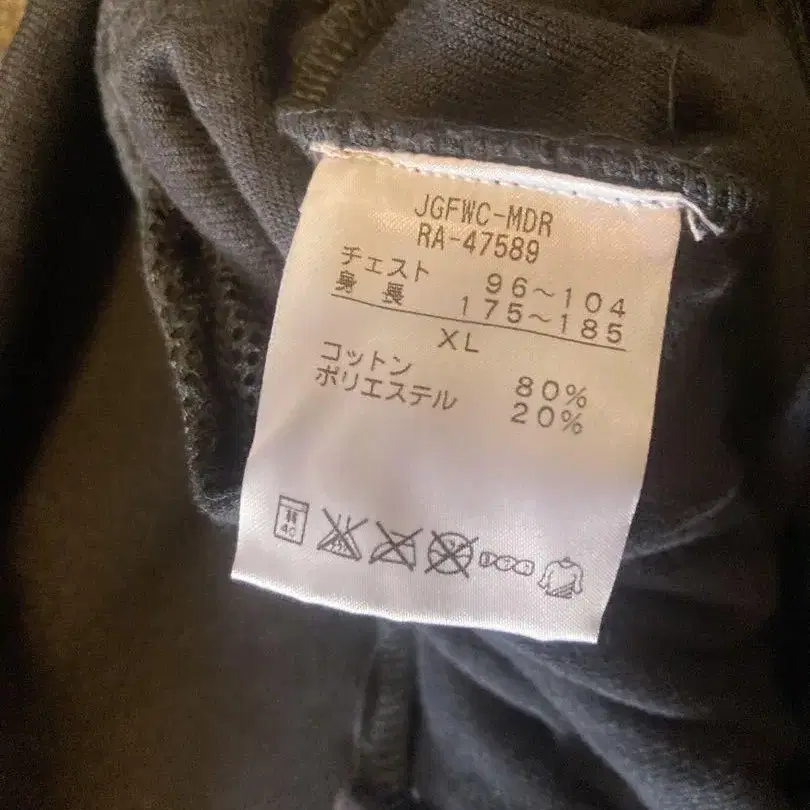 JGFWC-MDR
RA-47589
チェスト 96～104
身長 175～185
XL
コットン 80%
ポリエステル 20%
40